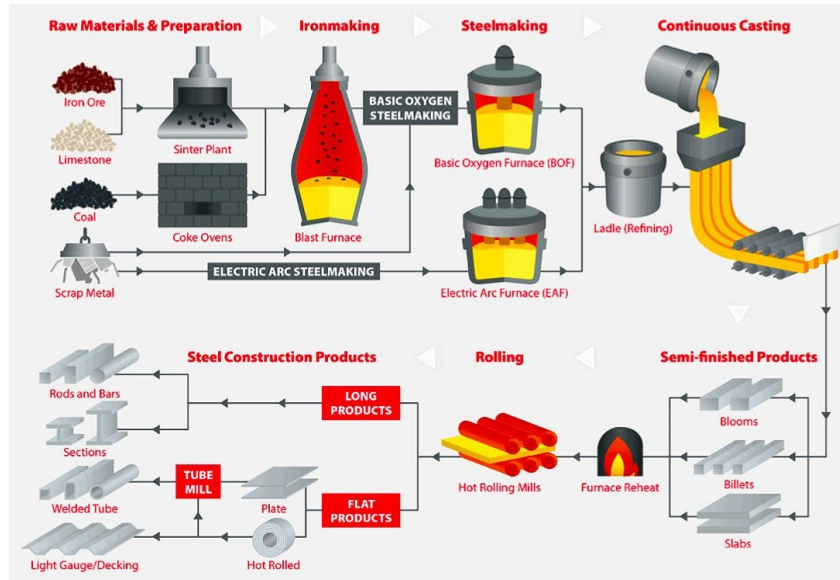 Raw Materials & Preparation
Ironmaking
Steelmaking
Continuous Casting
Iron Ore
Limestone
Sinter Plant
Coal
Coke Ovens
Scrap Metal
Blast Furnace
BASIC OXYGEN
STEELMAKING
ELECTRIC ARC STEELMAKING
Basic Oxygen Furnace (BOF)
Electric Arc Furnace (EAF)
Ladle (Refining)
Steel Construction Products
Rolling
Semi-finished Products
Rods and Bars
Sections
Welded Tube
Light Gauge/Decking
TUBE
MILL
Plate
Hot Rolled
LONG
PRODUCTS
FLAT
PRODUCTS
Hot Rolling Mills
Furnace Reheat
Blooms
Billets
Slabs